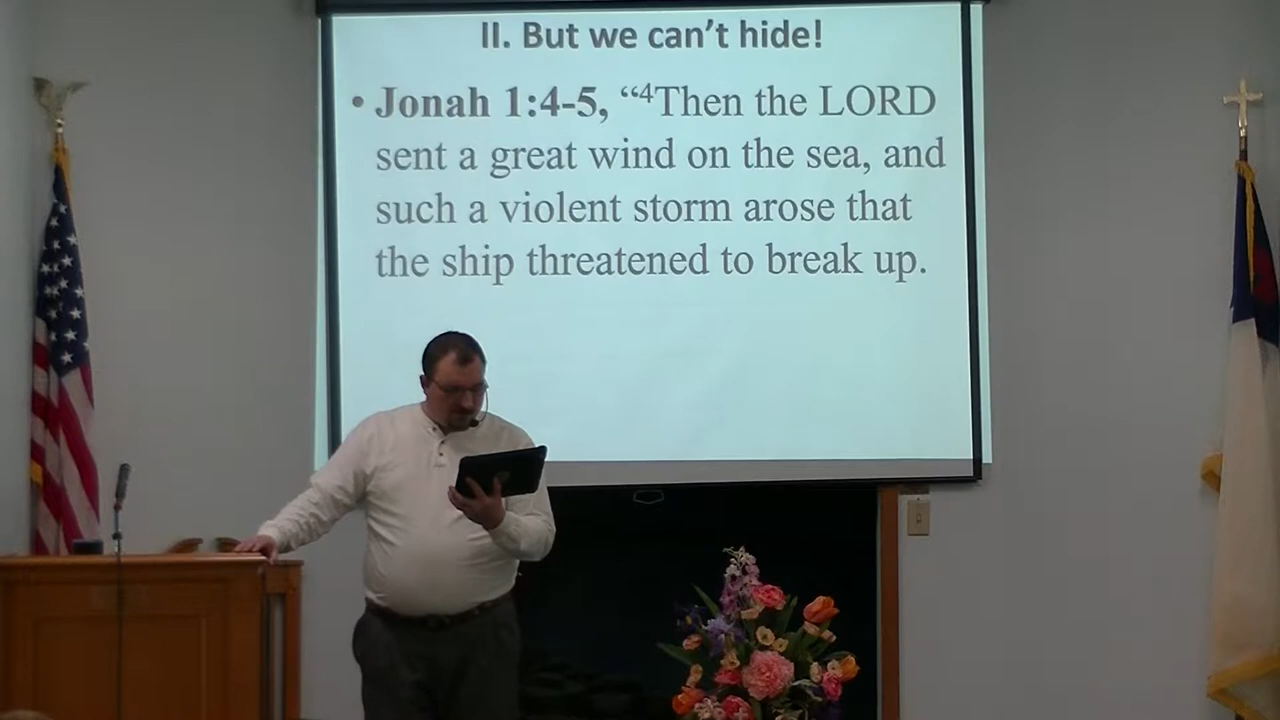 II. But we can't hide!
• Jonah 1:4-5, “⁴Then the LORD
sent a great wind on the sea, and
such a violent storm arose that
the ship threatened to break up.